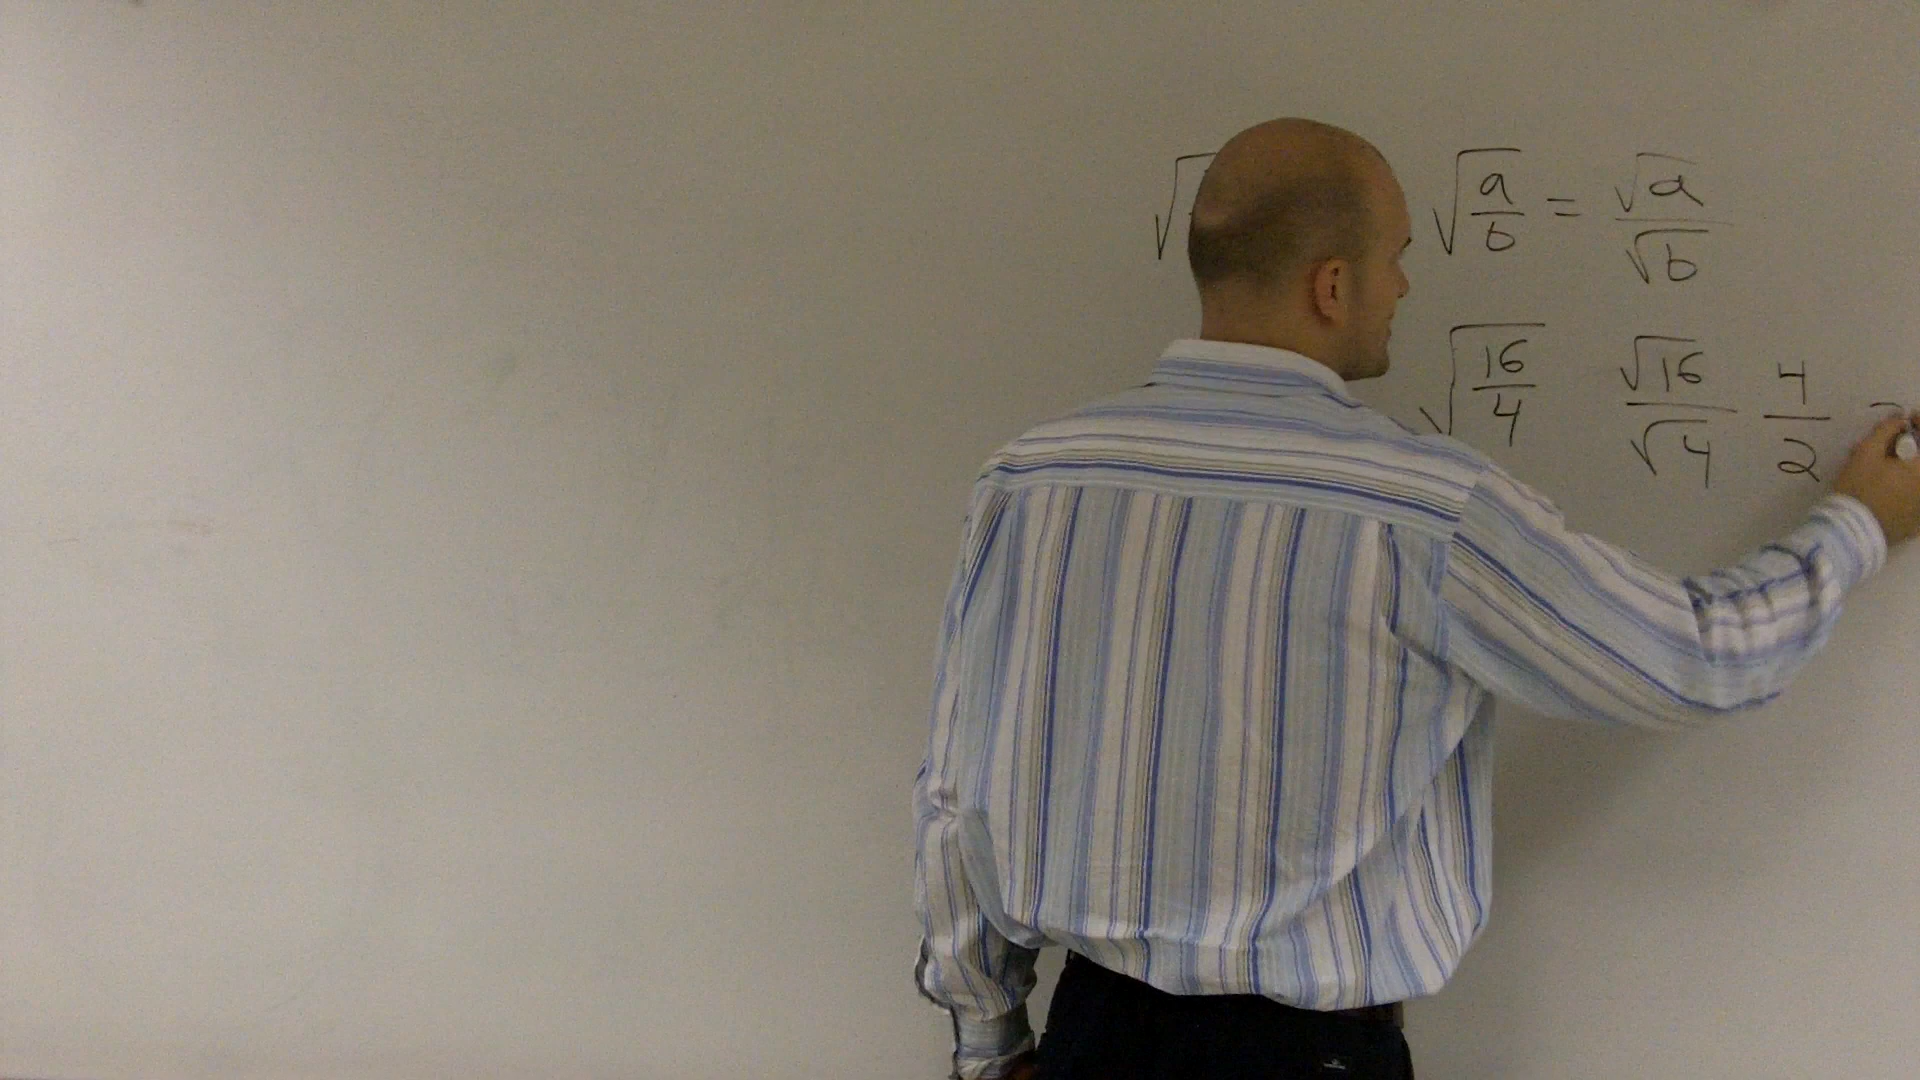 √ √a/b = √a/√b
√16/4 √16/√4 4/2 =